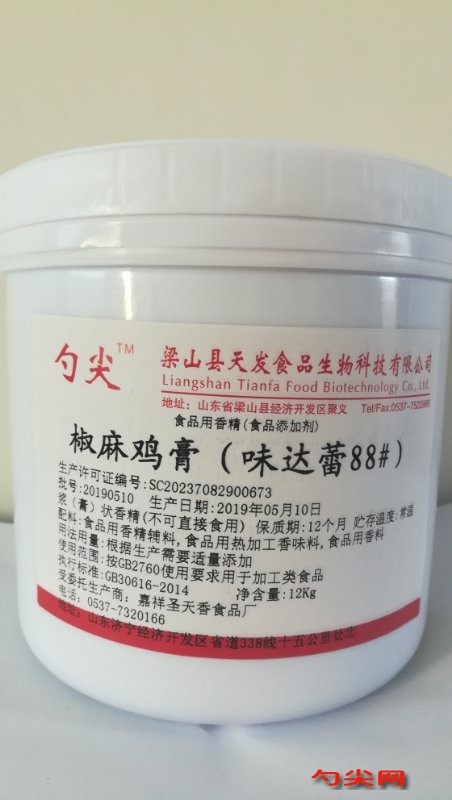 勺尖™
梁山县天发食品生物科技有限公司
Liangshan Tianfa Food Biotechnology Co., Ltd.
地址：山东省梁山县经济开发区聚义 Tel/Fax:0537-7522988
食品用香精(食品添加剂)
椒麻鸡膏（味达蕾88#）
生产许可证编号:SC20237082900673
批号:20190510 生产日期:2019年05月10日
浆（膏）状香精(不可直接食用) 保质期:12个月 贮存温度:常温
配料:食品用香精辅料,食品用热加工香味料,食品用香料
用法用量:根据生产需要适量添加
使用范围:按GB2760使用要求用于加工类食品
执行标准:GB30616-2014 净含量:12Kg
受委托生产商：嘉祥圣天香食品厂
电话：0537-7320166
地址：山东济宁经济开发区省道338线十五公里处北
勺尖网